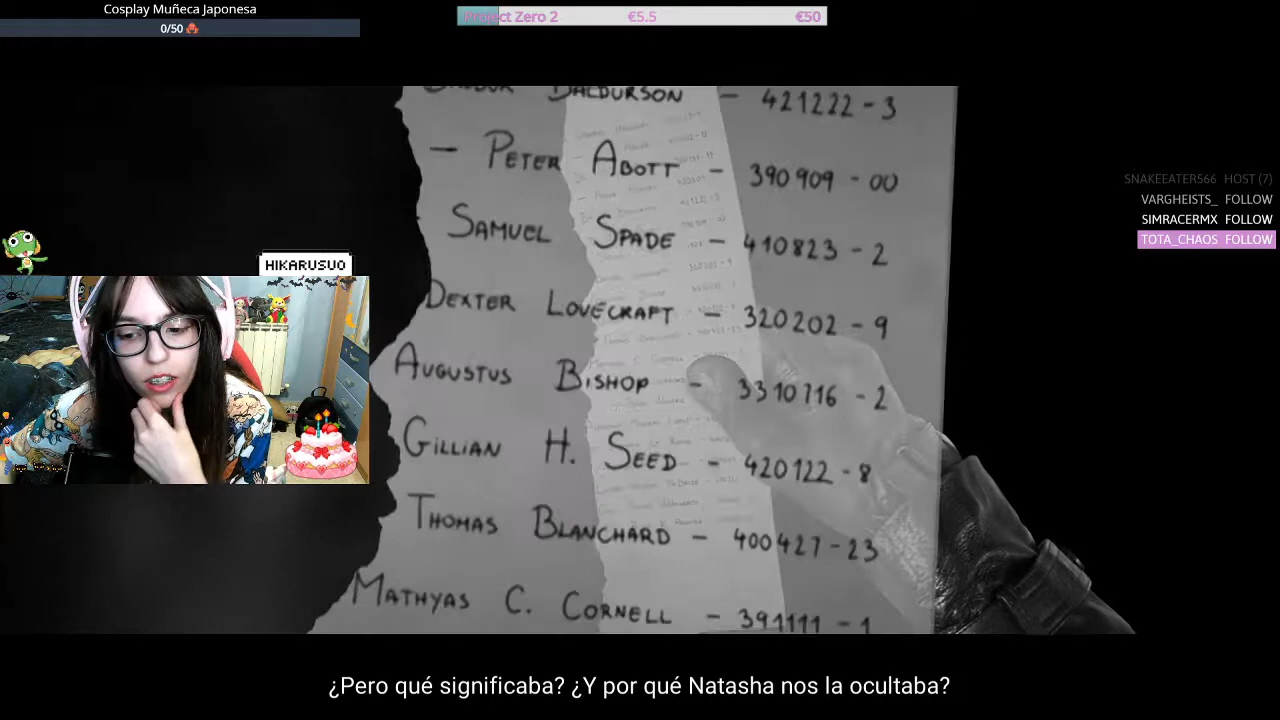 Cosplay Muñeca Japonesa
0/50
Project Zero 2 €5.5 €50
BALDURSON - 421222-3
- PETER ABOTT - 390909-00
SAMUEL SPADE - 410823-2
DEXTER LOVECRAFT - 320202-9
AUGUSTUS BISHOP - 3310716-2
GILLIAN H. SEED - 420122-8
THOMAS BLANCHARD - 400427-23
MATHYAS C. CORNELL - 391111-1
SNAKEEATER566 HOST (7)
VARGHEISTS_ FOLLOW
SIMRACERMX FOLLOW
TOTA_CHAOS FOLLOW
HIKARUSUO
¿Pero qué significaba? ¿Y por qué Natasha nos la ocultaba?